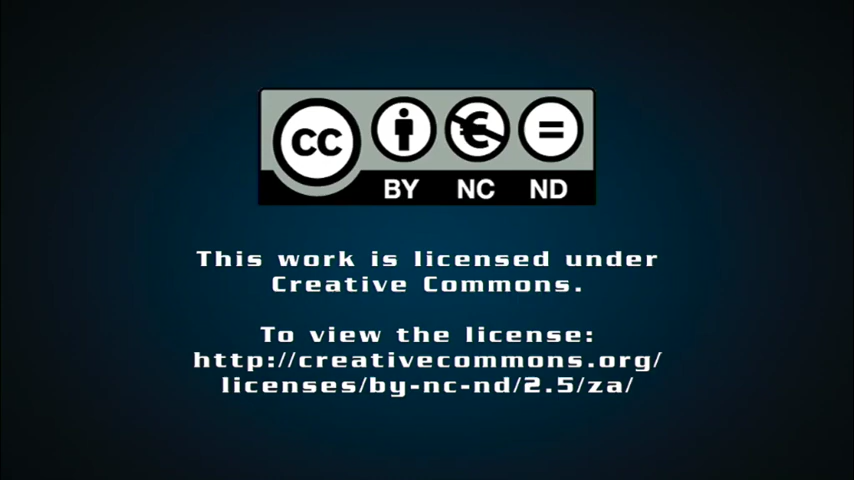 CC
BY NC ND
This work is licensed under
Creative Commons.
To view the license:
http://creativecommons.org/
licenses/by-nc-nd/2.5/za/